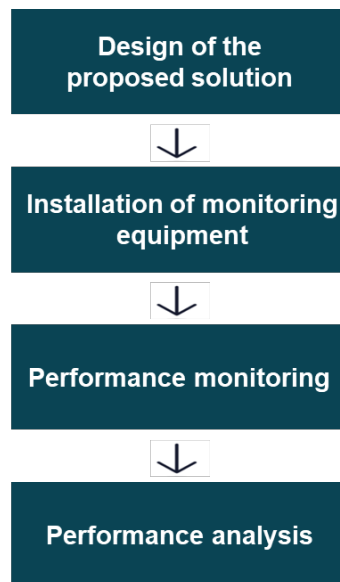 Design of the
proposed solution
Installation of monitoring
equipment
Performance monitoring
Performance analysis